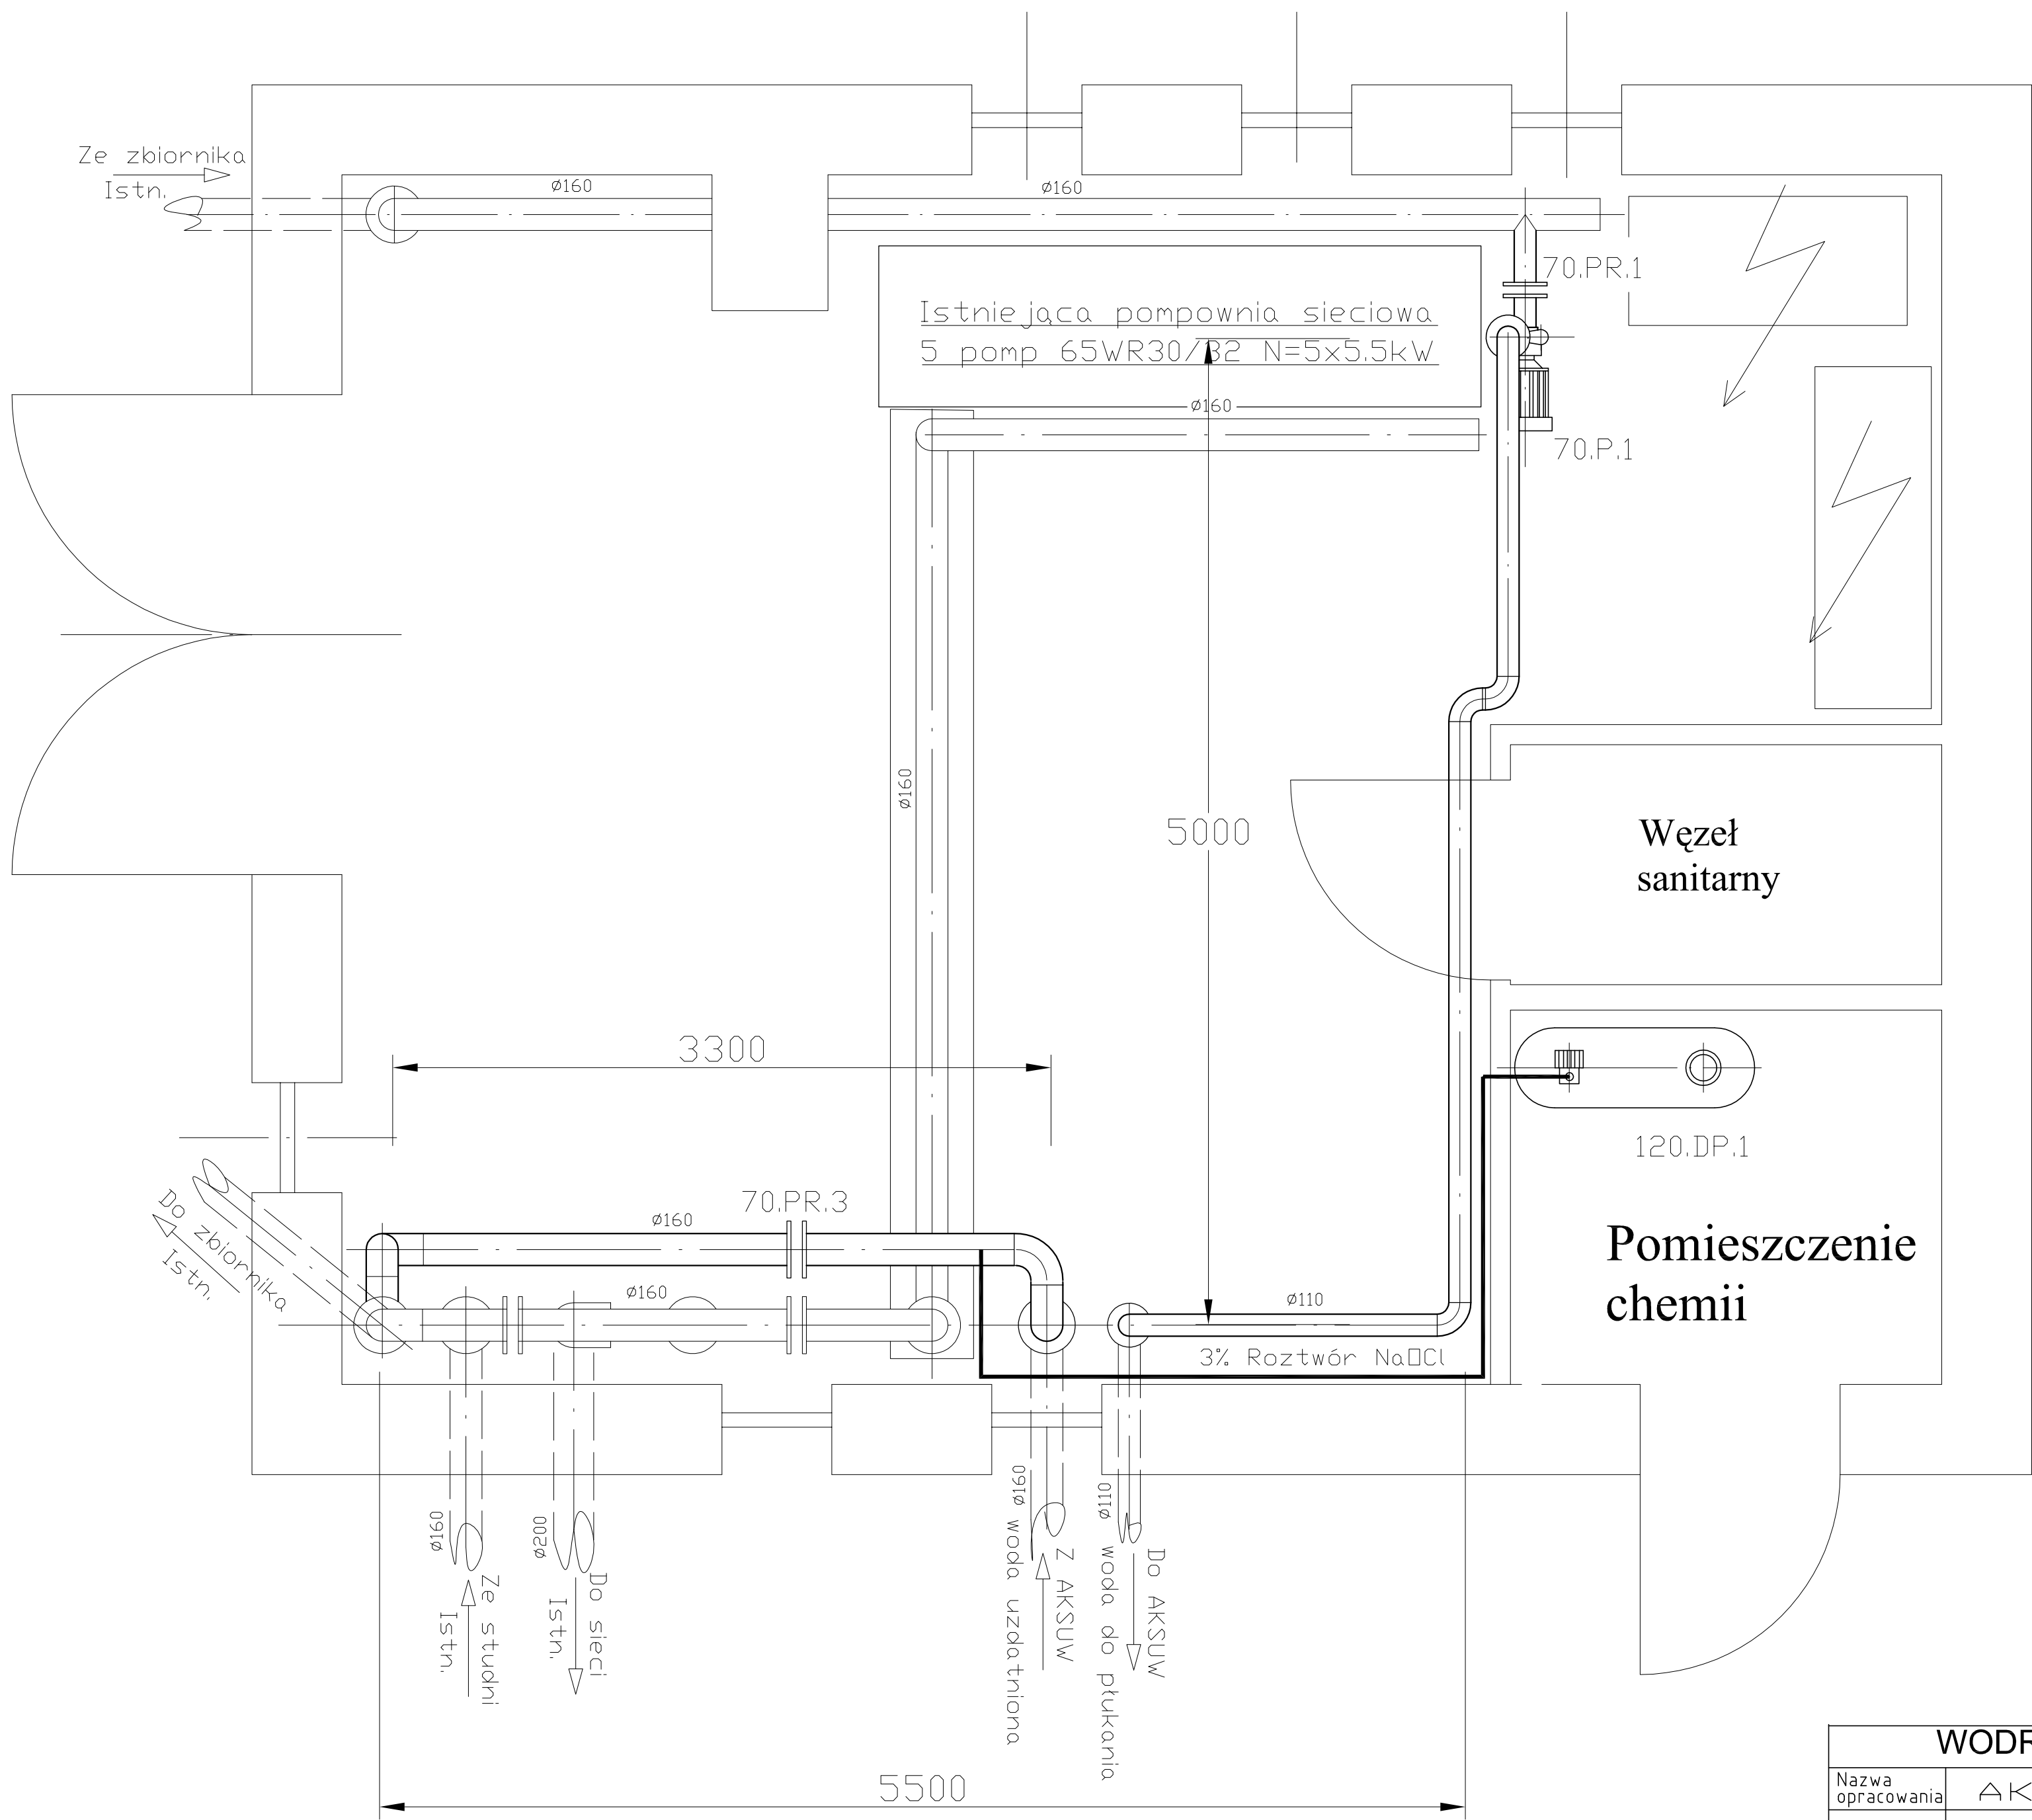 Ze zbiornika
Istn.
ø160
ø160
70.PR.1
Istniejąca pompownia sieciowa
5 pomp 65WR30/B2 N=5x5.5kW
ø160
70.P.1
ø160
5000
Węzeł
sanitarny
3300
120.DP.1
70.PR.3
ø160
Do zbiornika
Istn.
Pomieszczenie
chemii
ø160
ø110
3% Roztwór Na□Cl
ø160
Ze studni
Istn.
ø200
Do sieci
Istn.
ø160 woda uzdatniona
Z AKSUW
ø110 woda do płukania
Do AKSUW
5500
Nazwa
opracowania